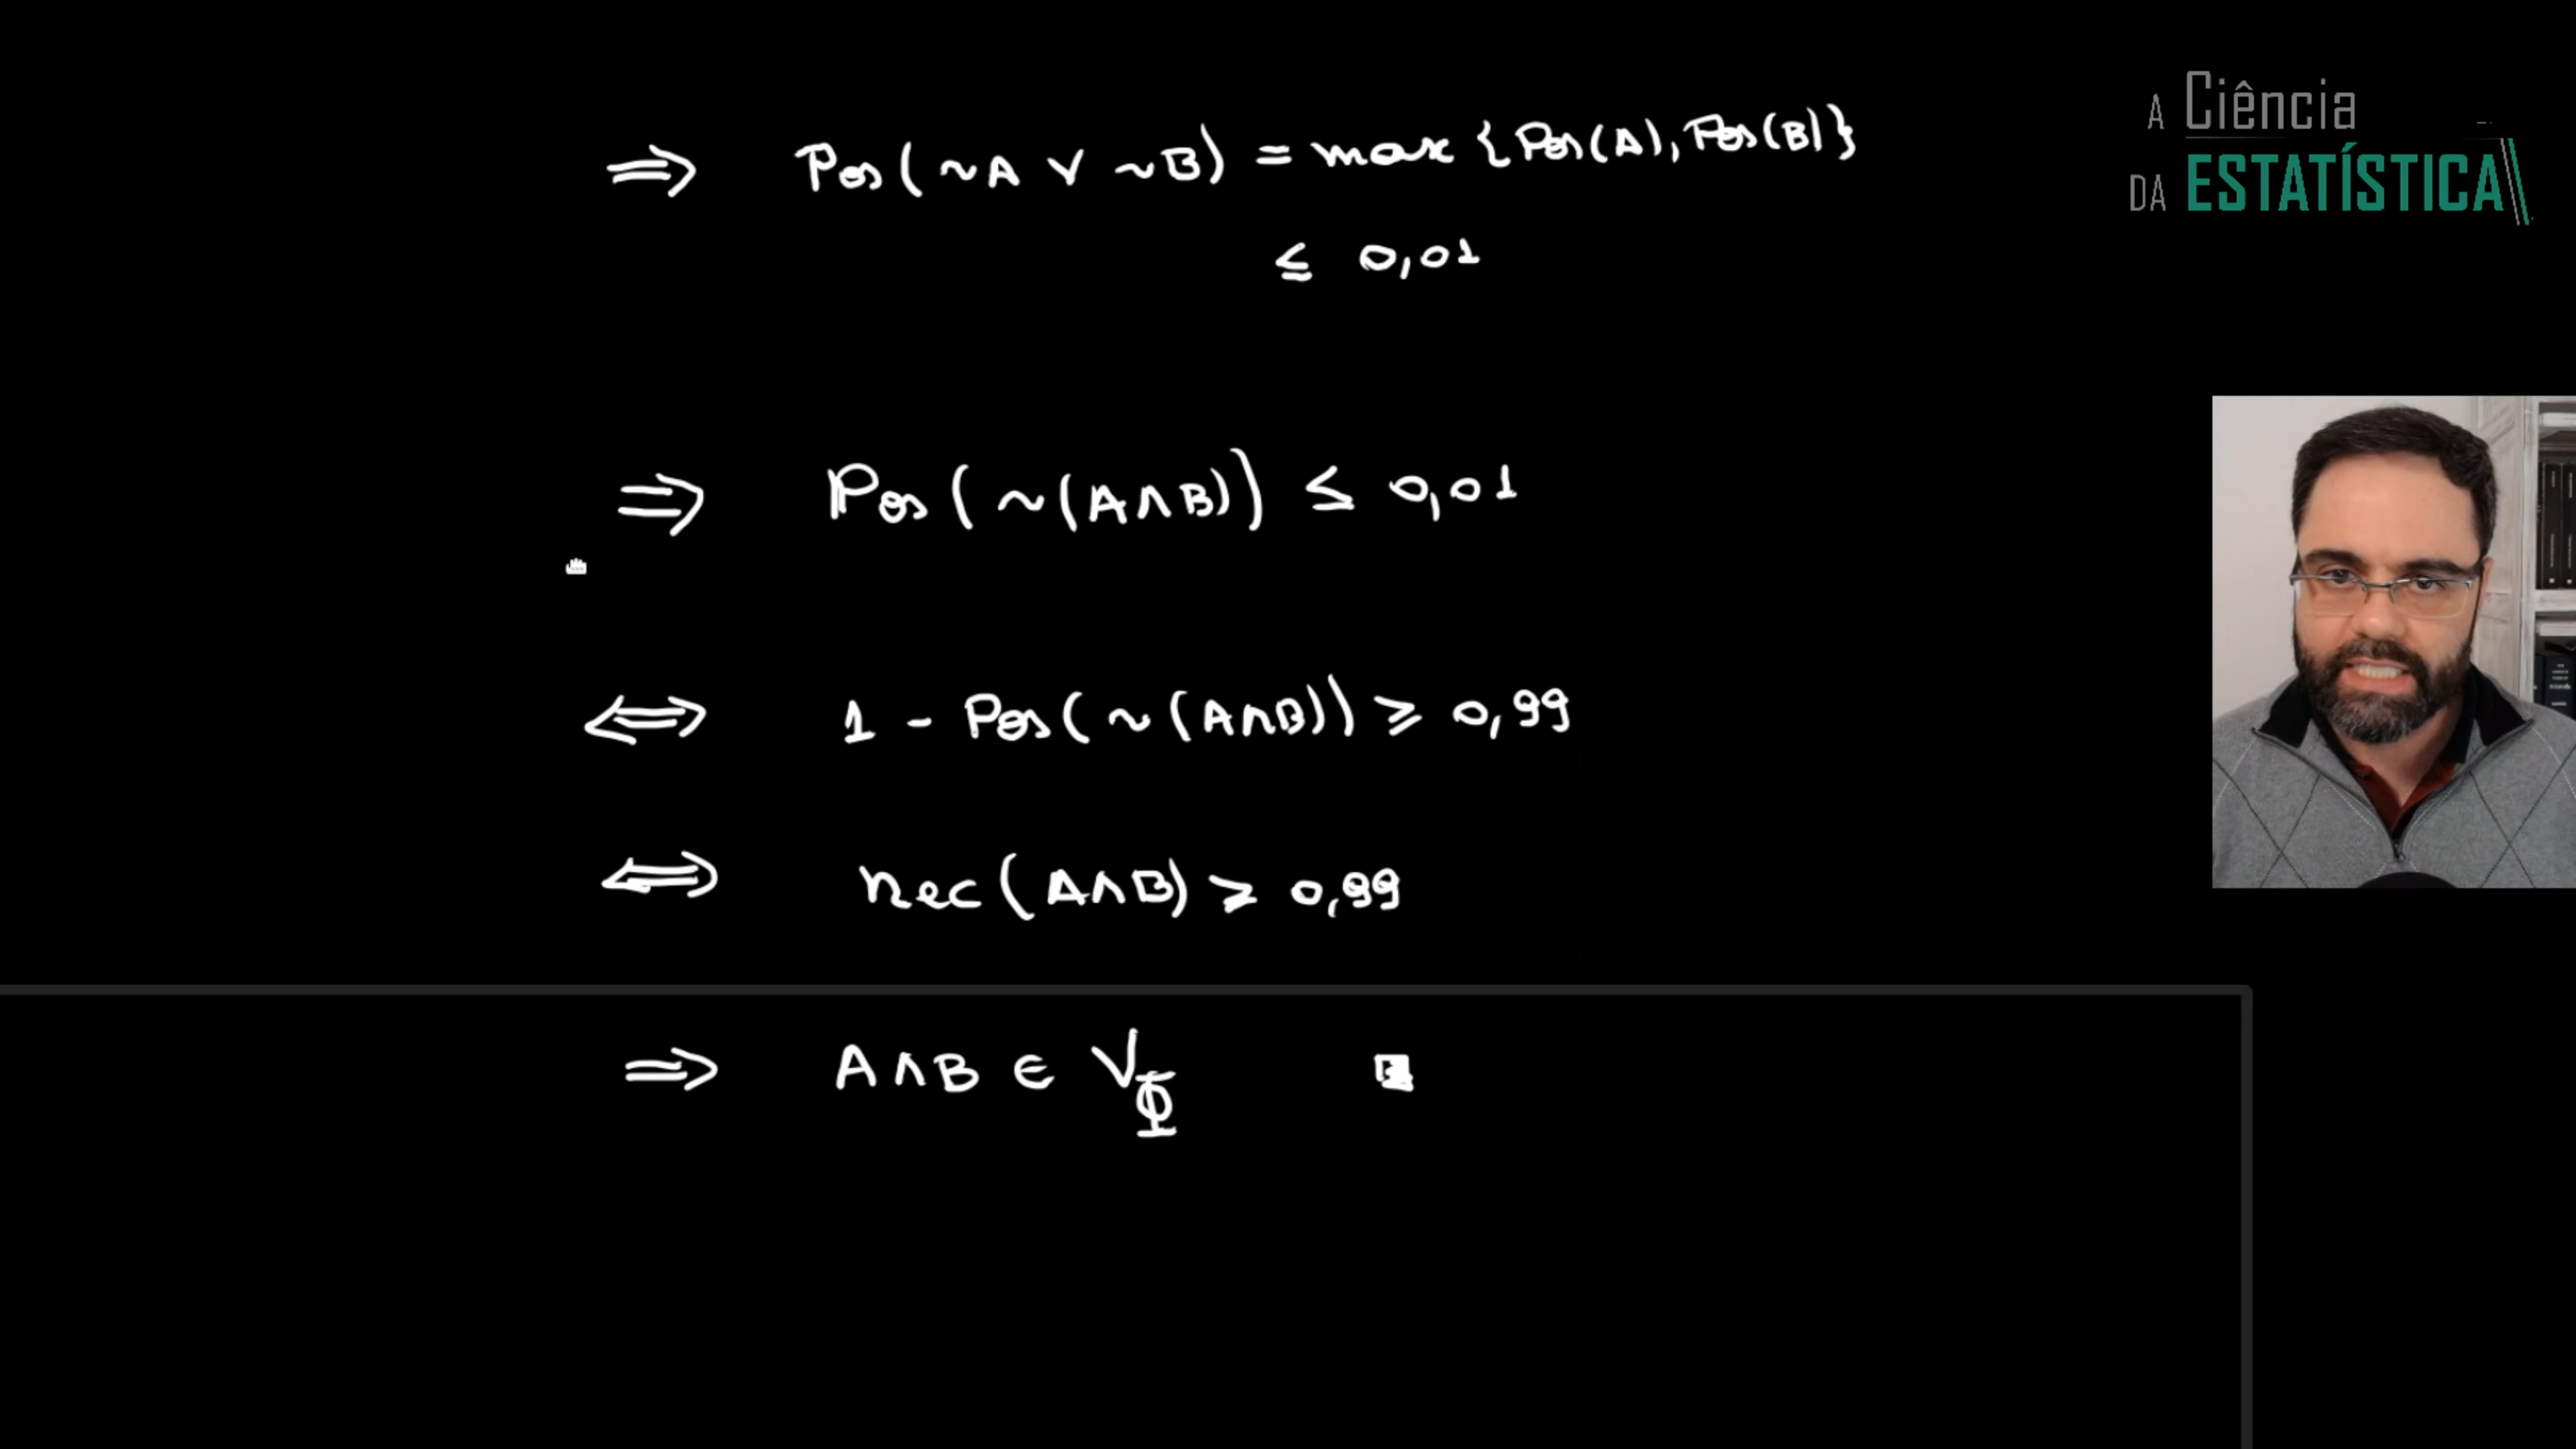 ⇒ Pos(~A ∨ ~B) = max {Pos(A), Pos(B)}
≤ 0,01
⇒ Pos(~(A∧B)) ≤ 0,01
⇔ 1 - Pos(~(A∧B)) ≥ 0,99
⇔ nec(A∧B) ≥ 0,99
⇒ A∧B ∈ V_Φ
A Ciência
DA ESTATÍSTICA